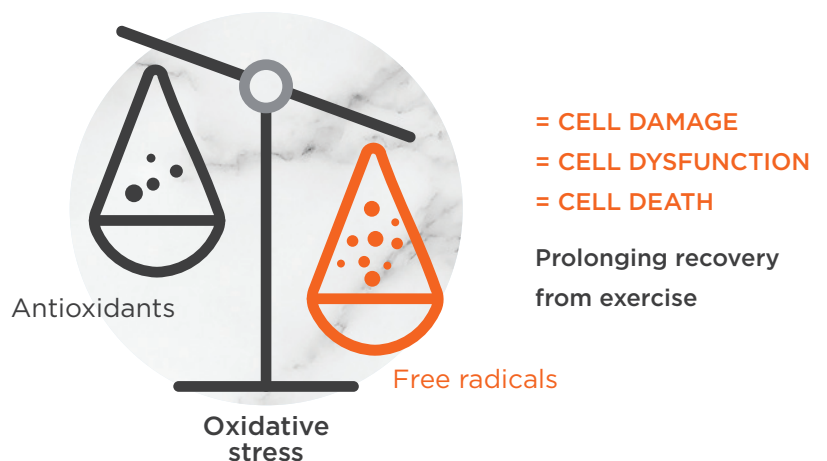 = CELL DAMAGE
= CELL DYSFUNCTION
= CELL DEATH
Prolonging recovery
from exercise
Antioxidants
Free radicals
Oxidative
stress